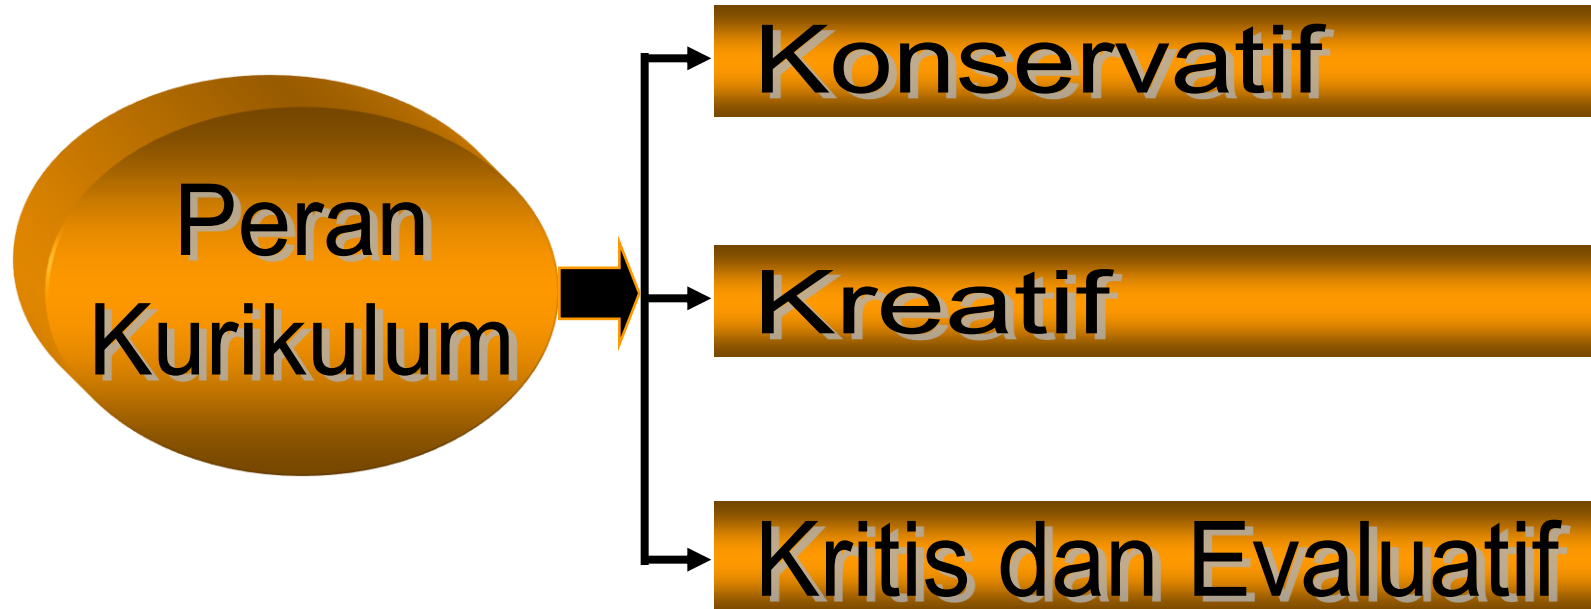 Peran
Kurikulum
Konservatif
Kreatif
Kritis dan Evaluatif